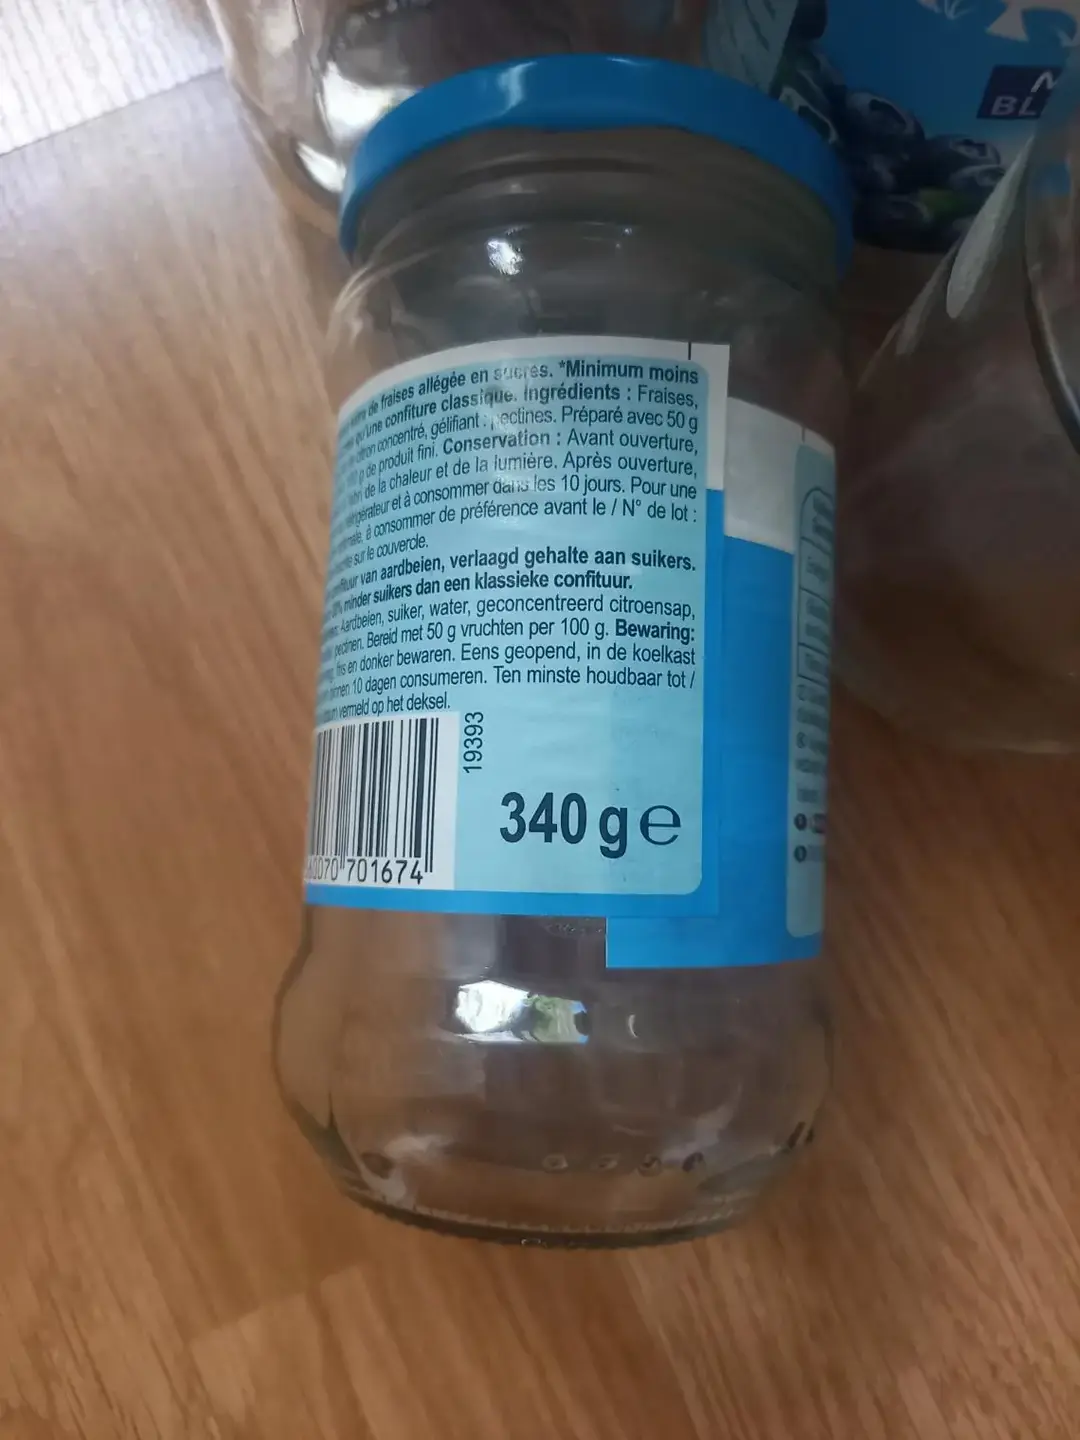 N
BL
de fraises allégée en sucres. *Minimum moins
qu'une confiture classique. Ingrédients : Fraises,
citron concentré, gélifiant : pectines. Préparé avec 50 g
g de produit fini. Conservation : Avant ouverture,
de la chaleur et de la lumière. Après ouverture,
réfrigérateur et à consommer dans les 10 jours. Pour une
à consommer de préférence avant le / N° de lot :
sur le couvercle.
van aardbeien, verlaagd gehalte aan suikers.
minder suikers dan een klassieke confituur.
Aardbeien, suiker, water, geconcentreerd citroensap,
Bereid met 50 g vruchten per 100 g. Bewaring:
en donker bewaren. Eens geopend, in de koelkast
10 dagen consumeren. Ten minste houdbaar tot /
vermeld op het deksel.
19393
340 g e
0070 701674